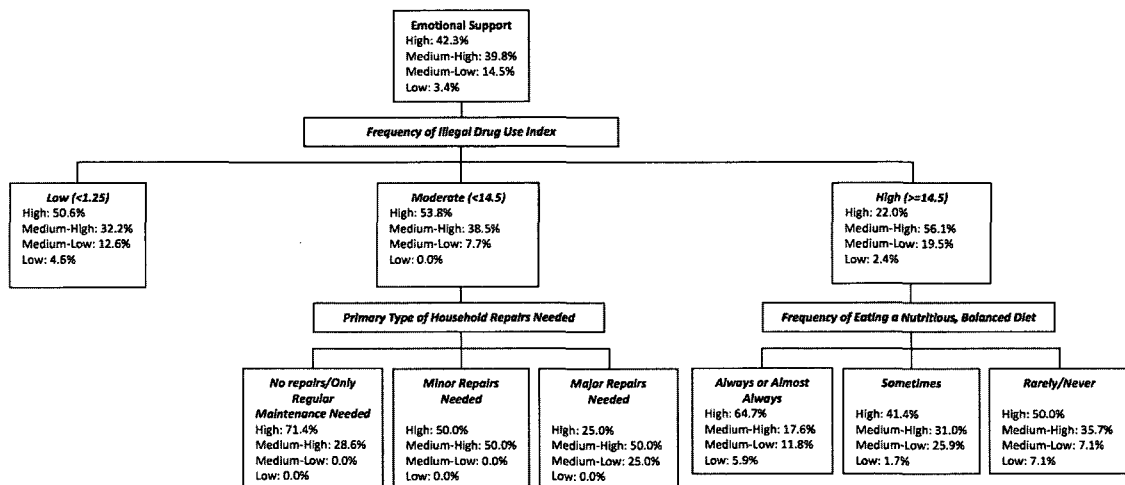 Emotional Support
High: 42.3%
Medium-High: 39.8%
Medium-Low: 14.5%
Low: 3.4%
Frequency of Illegal Drug Use Index
Low (<1.25)
High: 50.6%
Medium-High: 32.2%
Medium-Low: 12.6%
Low: 4.6%
Moderate (<14.5)
High: 53.8%
Medium-High: 38.5%
Medium-Low: 7.7%
Low: 0.0%
High (>=14.5)
High: 22.0%
Medium-High: 56.1%
Medium-Low: 19.5%
Low: 2.4%
Primary Type of Household Repairs Needed
Frequency of Eating a Nutritious, Balanced Diet
No repairs/Only
Regular
Maintenance Needed
High: 71.4%
Medium-High: 28.6%
Medium-Low: 0.0%
Low: 0.0%
Minor Repairs
Needed
High: 50.0%
Medium-High: 50.0%
Medium-Low: 0.0%
Low: 0.0%
Major Repairs
Needed
High: 25.0%
Medium-High: 50.0%
Medium-Low: 25.0%
Low: 0.0%
Always or Almost
Always
High: 64.7%
Medium-High: 17.6%
Medium-Low: 11.8%
Low: 5.9%
Sometimes
High: 41.4%
Medium-High: 31.0%
Medium-Low: 25.9%
Low: 1.7%
Rarely/Never
High: 50.0%
Medium-High: 35.7%
Medium-Low: 7.1%
Low: 7.1%